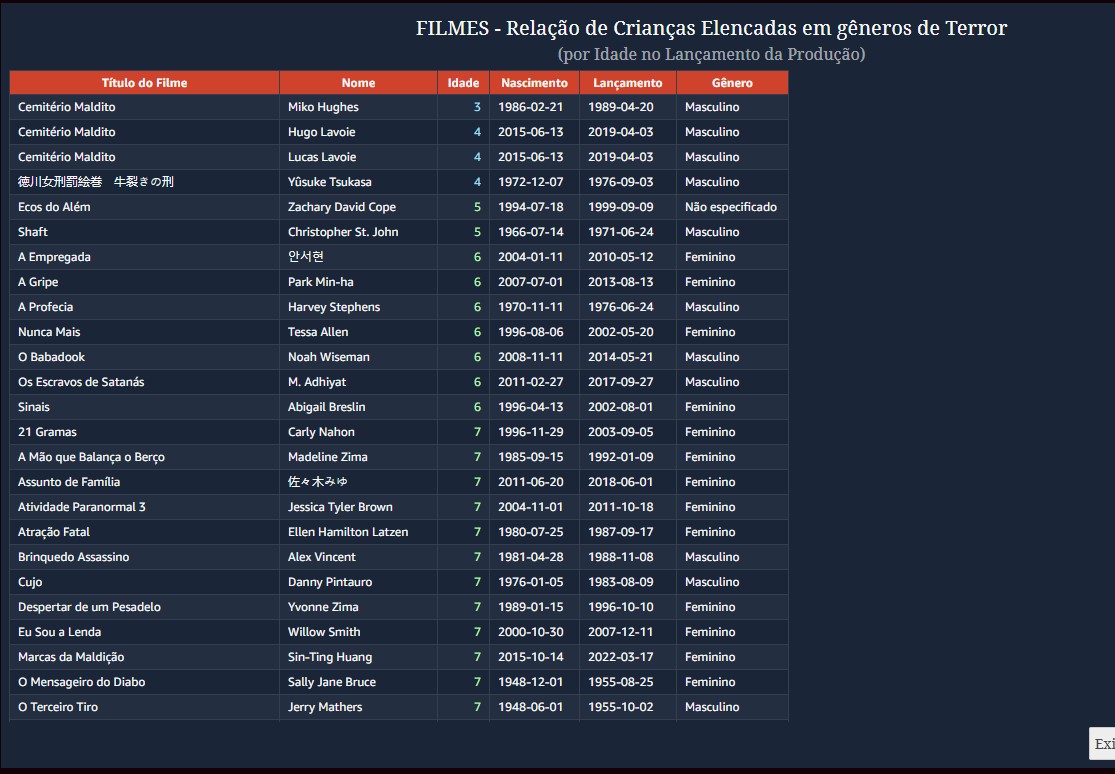 FILMES - Relação de Crianças Elencadas em gêneros de Terror
(por Idade no Lançamento da Produção)
Título do Filme Nome Idade Nascimento Lançamento Gênero
Cemitério Maldito Miko Hughes 3 1986-02-21 1989-04-20 Masculino
Cemitério Maldito Hugo Lavoie 4 2015-06-13 2019-04-03 Masculino
Cemitério Maldito Lucas Lavoie 4 2015-06-13 2019-04-03 Masculino
徳川女刑罰絵巻　牛裂きの刑 Yûsuke Tsukasa 4 1972-12-07 1976-09-03 Masculino
Ecos do Além Zachary David Cope 5 1994-07-18 1999-09-09 Não especificado
Shaft Christopher St. John 5 1966-07-14 1971-06-24 Masculino
A Empregada 안서현 6 2004-01-11 2010-05-12 Feminino
A Gripe Park Min-ha 6 2007-07-01 2013-08-13 Feminino
A Profecia Harvey Stephens 6 1970-11-11 1976-06-24 Masculino
Nunca Mais Tessa Allen 6 1996-08-06 2002-05-20 Feminino
O Babadook Noah Wiseman 6 2008-11-11 2014-05-21 Masculino
Os Escravos de Satanás M. Adhiyat 6 2011-02-27 2017-09-27 Masculino
Sinais Abigail Breslin 6 1996-04-13 2002-08-01 Feminino
21 Gramas Carly Nahon 7 1996-11-29 2003-09-05 Feminino
A Mão que Balança o Berço Madeline Zima 7 1985-09-15 1992-01-09 Feminino
Assunto de Família 佐々木みゆ 7 2011-06-20 2018-06-01 Feminino
Atividade Paranormal 3 Jessica Tyler Brown 7 2004-11-01 2011-10-18 Feminino
Atração Fatal Ellen Hamilton Latzen 7 1980-07-25 1987-09-17 Feminino
Brinquedo Assassino Alex Vincent 7 1981-04-28 1988-11-08 Masculino
Cujo Danny Pintauro 7 1976-01-05 1983-08-09 Masculino
Despertar de um Pesadelo Yvonne Zima 7 1989-01-15 1996-10-10 Feminino
Eu Sou a Lenda Willow Smith 7 2000-10-30 2007-12-11 Feminino
Marcas da Maldição Sin-Ting Huang 7 2015-10-14 2022-03-17 Feminino
O Mensageiro do Diabo Sally Jane Bruce 7 1948-12-01 1955-08-25 Feminino
O Terceiro Tiro Jerry Mathers 7 1948-06-01 1955-10-02 Masculino
Exi